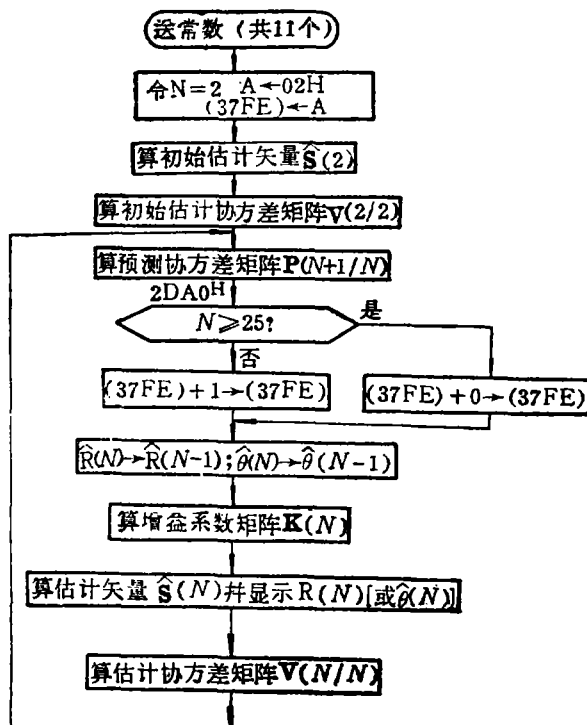 送常数（共11个）
令N=2 A←02H
(37FE)←A
算初始估计矢量Ŝ(2)
算初始估计协方差矩阵V(2/2)
算预测协方差矩阵P(N+1/N)
2DA0H
N≥25?
是
否
(37FE)+1→(37FE)
(37FE)+0→(37FE)
R̂(N)→R̂(N-1);θ̂(N)→θ̂(N-1)
算增益系数矩阵K(N)
算估计矢量Ŝ(N)并显示R(N)[或θ̂(N)]
算估计协方差矩阵V(N/N)